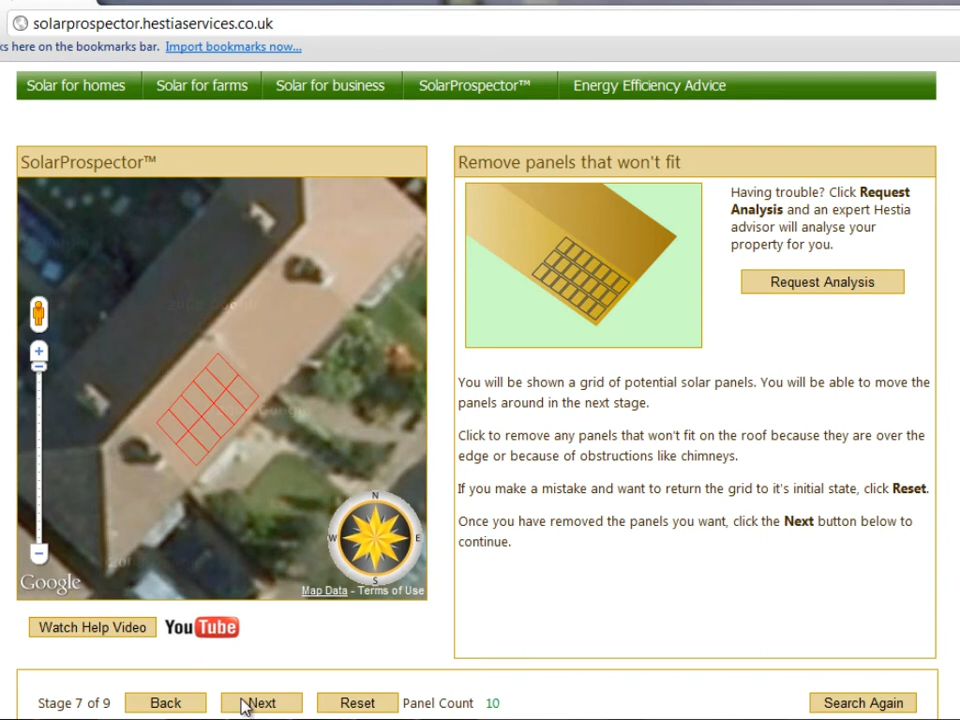 solarprospector.hestiaservices.co.uk
ks here on the bookmarks bar. Import bookmarks now...
Solar for homes Solar for farms Solar for business SolarProspector™ Energy Efficiency Advice
SolarProspector™
Remove panels that won't fit
Having trouble? Click Request
Analysis and an expert Hestia
advisor will analyse your
property for you.
Request Analysis
You will be shown a grid of potential solar panels. You will be able to move the
panels around in the next stage.
Click to remove any panels that won't fit on the roof because they are over the
edge or because of obstructions like chimneys.
If you make a mistake and want to return the grid to it's initial state, click Reset.
Once you have removed the panels you want, click the Next button below to
continue.
N
W E
S
Google
Map Data - Terms of Use
Watch Help Video YouTube
Stage 7 of 9 Back Next Reset Panel Count 10 Search Again